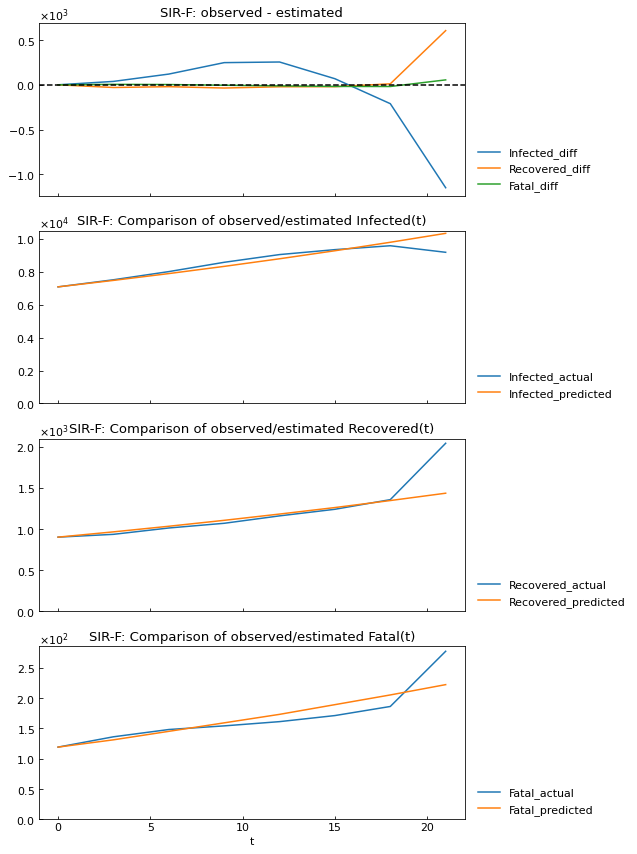 SIR-F: observed - estimated
×10³
0.5
0.0
−0.5
−1.0
Infected_diff
Recovered_diff
Fatal_diff
SIR-F: Comparison of observed/estimated Infected(t)
×10⁴
1.0
0.8
0.6
0.4
0.2
0.0
Infected_actual
Infected_predicted
SIR-F: Comparison of observed/estimated Recovered(t)
×10³
2.0
1.5
1.0
0.5
0.0
Recovered_actual
Recovered_predicted
SIR-F: Comparison of observed/estimated Fatal(t)
×10²
2.5
2.0
1.5
1.0
0.5
0.0
Fatal_actual
Fatal_predicted
0 5 10 15 20
t